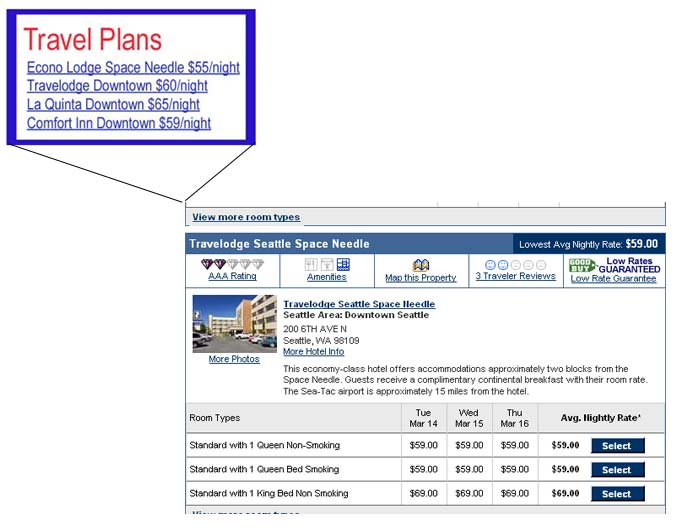 Travel Plans
Econo Lodge Space Needle $55/night
Travelodge Downtown $60/night
La Quinta Downtown $65/night
Comfort Inn Downtown $59/night
View more room types
Travelodge Seattle Space Needle Lowest Avg Nightly Rate: $59.00
AAA Rating Amenities Map this Property 3 Traveler Reviews GOOD BUY Low Rates GUARANTEED Low Rate Guarantee
Travelodge Seattle Space Needle
Seattle Area: Downtown Seattle
200 6TH AVE N
Seattle, WA 98109
More Hotel Info
More Photos
This economy-class hotel offers accommodations approximately two blocks from the
Space Needle. Guests receive a complimentary continental breakfast with their room rate.
The Sea-Tac airport is approximately 15 miles from the hotel.
Room Types Tue Mar 14 Wed Mar 15 Thu Mar 16 Avg. Nightly Rate*
Standard with 1 Queen Non-Smoking $59.00 $59.00 $59.00 $59.00 Select
Standard with 1 Queen Bed Smoking $59.00 $59.00 $59.00 $59.00 Select
Standard with 1 King Bed Non Smoking $69.00 $69.00 $69.00 $69.00 Select
View more room types